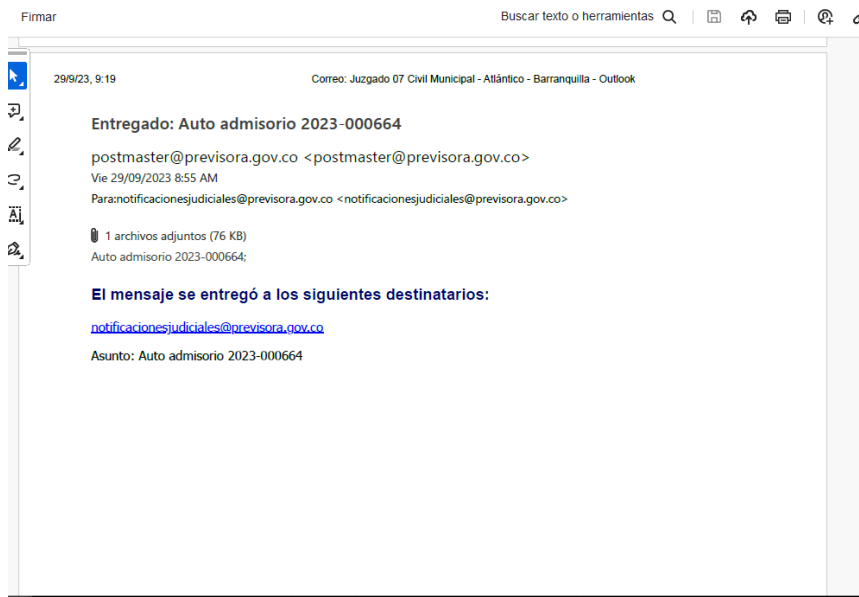 Firmar
Buscar texto o herramientas
29/9/23, 9:19
Correo: Juzgado 07 Civil Municipal - Atlántico - Barranquilla - Outlook
Entregado: Auto admisorio 2023-000664
postmaster@previsora.gov.co <postmaster@previsora.gov.co>
Vie 29/09/2023 8:55 AM
Para:notificacionesjudiciales@previsora.gov.co <notificacionesjudiciales@previsora.gov.co>
1 archivos adjuntos (76 KB)
Auto admisorio 2023-000664;
El mensaje se entregó a los siguientes destinatarios:
notificacionesjudiciales@previsora.gov.co
Asunto: Auto admisorio 2023-000664